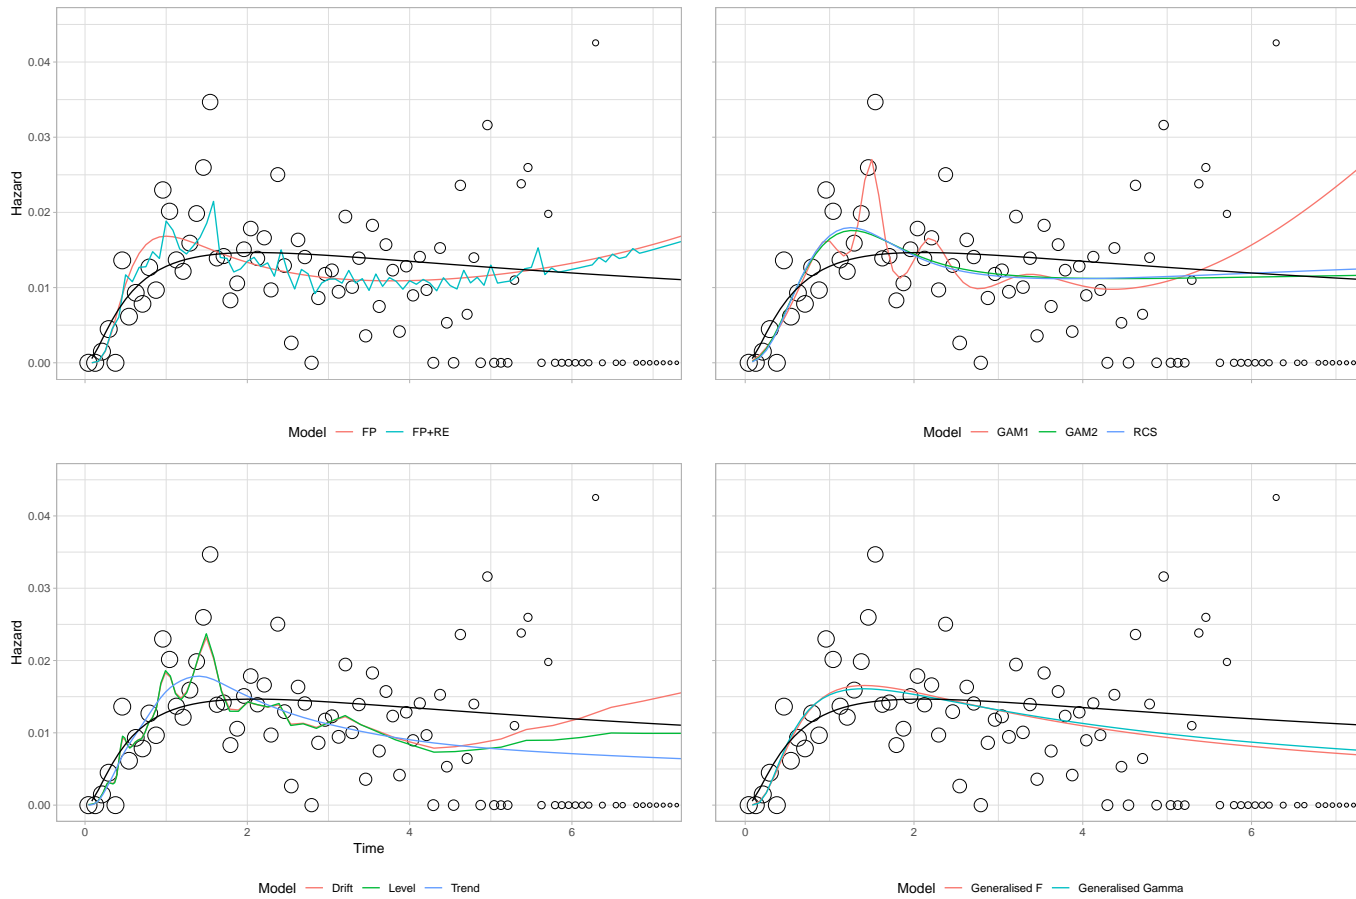 0.04
0.03
0.02
0.01
0.00
Hazard
Model FP FP+RE
Model GAM1 GAM2 RCS
0.04
0.03
0.02
0.01
0.00
Hazard
0 2 4 6
Time
0 2 4 6
Model Drift Level Trend
Model Generalised F Generalised Gamma